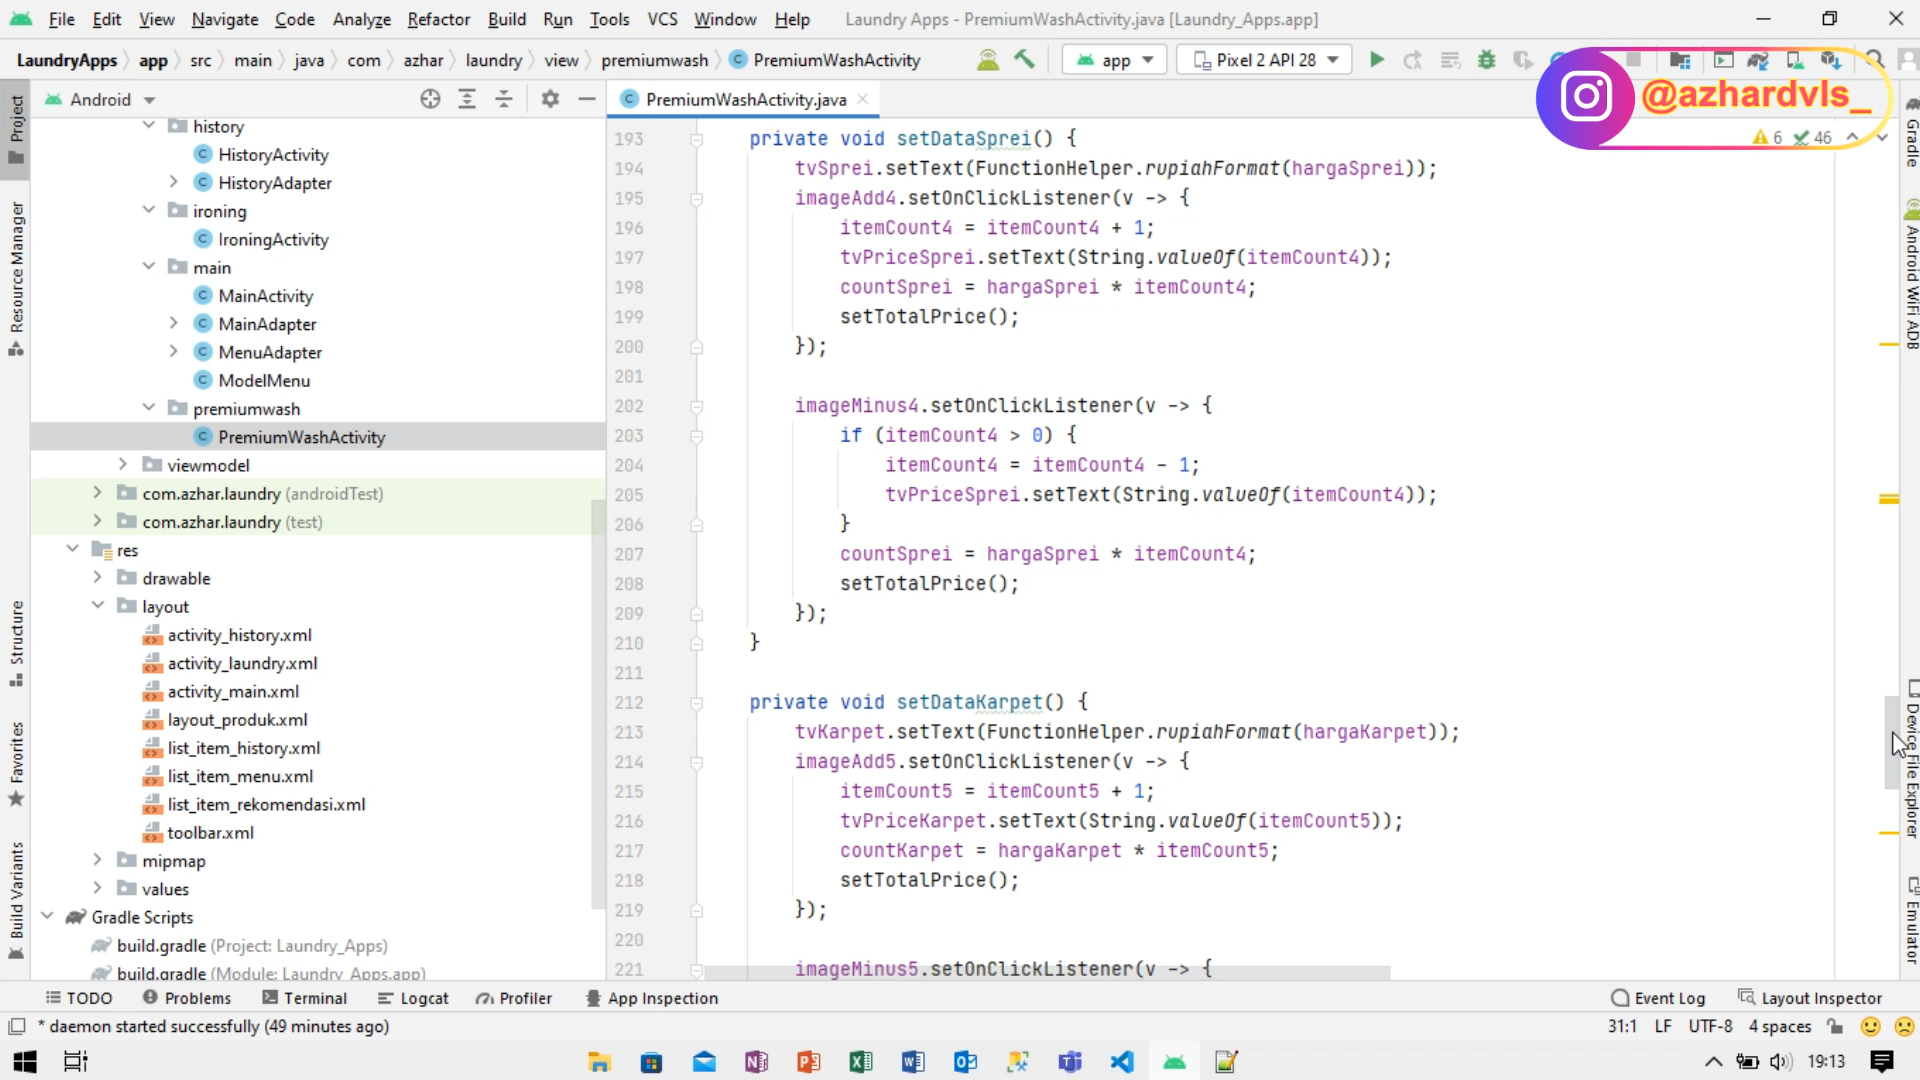 File Edit View Navigate Code Analyze Refactor Build Run Tools VCS Window Help Laundry Apps - PremiumWashActivity.java [Laundry_Apps.app]
LaundryApps app src main java com azhar laundry view premiumwash PremiumWashActivity app Pixel 2 API 28
@azhardvls_
Android
PremiumWashActivity.java
6 46
Project
Resource Manager
Structure
Favorites
Build Variants
history
HistoryActivity
HistoryAdapter
ironing
IroningActivity
main
MainActivity
MainAdapter
MenuAdapter
ModelMenu
premiumwash
PremiumWashActivity
viewmodel
com.azhar.laundry (androidTest)
com.azhar.laundry (test)
res
drawable
layout
activity_history.xml
activity_laundry.xml
activity_main.xml
layout_produk.xml
list_item_history.xml
list_item_menu.xml
list_item_rekomendasi.xml
toolbar.xml
mipmap
values
Gradle Scripts
build.gradle (Project: Laundry_Apps)
build.gradle (Module: Laundry_Apps.app)
193 private void setDataSprei() {
194 tvSprei.setText(FunctionHelper.rupiahFormat(hargaSprei));
195 imageAdd4.setOnClickListener(v -> {
196 itemCount4 = itemCount4 + 1;
197 tvPriceSprei.setText(String.valueOf(itemCount4));
198 countSprei = hargaSprei * itemCount4;
199 setTotalPrice();
200 });
201
202 imageMinus4.setOnClickListener(v -> {
203 if (itemCount4 > 0) {
204 itemCount4 = itemCount4 - 1;
205 tvPriceSprei.setText(String.valueOf(itemCount4));
206 }
207 countSprei = hargaSprei * itemCount4;
208 setTotalPrice();
209 });
210 }
211
212 private void setDataKarpet() {
213 tvKarpet.setText(FunctionHelper.rupiahFormat(hargaKarpet));
214 imageAdd5.setOnClickListener(v -> {
215 itemCount5 = itemCount5 + 1;
216 tvPriceKarpet.setText(String.valueOf(itemCount5));
217 countKarpet = hargaKarpet * itemCount5;
218 setTotalPrice();
219 });
220
221 imageMinus5.setOnClickListener(v -> {
Gradle
Android WiFi ADB
Device File Explorer
Emulator
TODO Problems Terminal Logcat Profiler App Inspection Event Log Layout Inspector
* daemon started successfully (49 minutes ago) 31:1 LF UTF-8 4 spaces
19:13